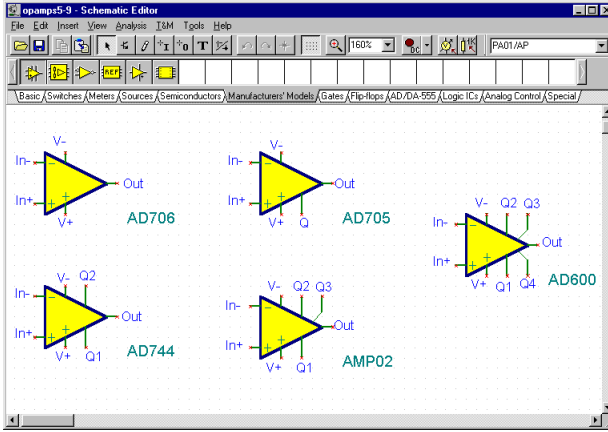 opamps5-9 - Schematic Editor
File Edit Insert View Analysis T&M Tools Help
T 160% Dc PA01/AP
REF
Basic Switches Meters Sources Semiconductors Manufacturers' Models Gates Flip-flops AD/DA-555 Logic ICs Analog Control Special
V-
In-
Out
In+
V+
AD706
V-
In-
Out
In+
V+ Q
AD705
V- Q2 Q3
In-
Out
In+
V+ Q1 Q4
AD600
V- Q2
In-
Out
In+
V+ Q1
AD744
V- Q2 Q3
In-
Out
In+
V+ Q1
AMP02